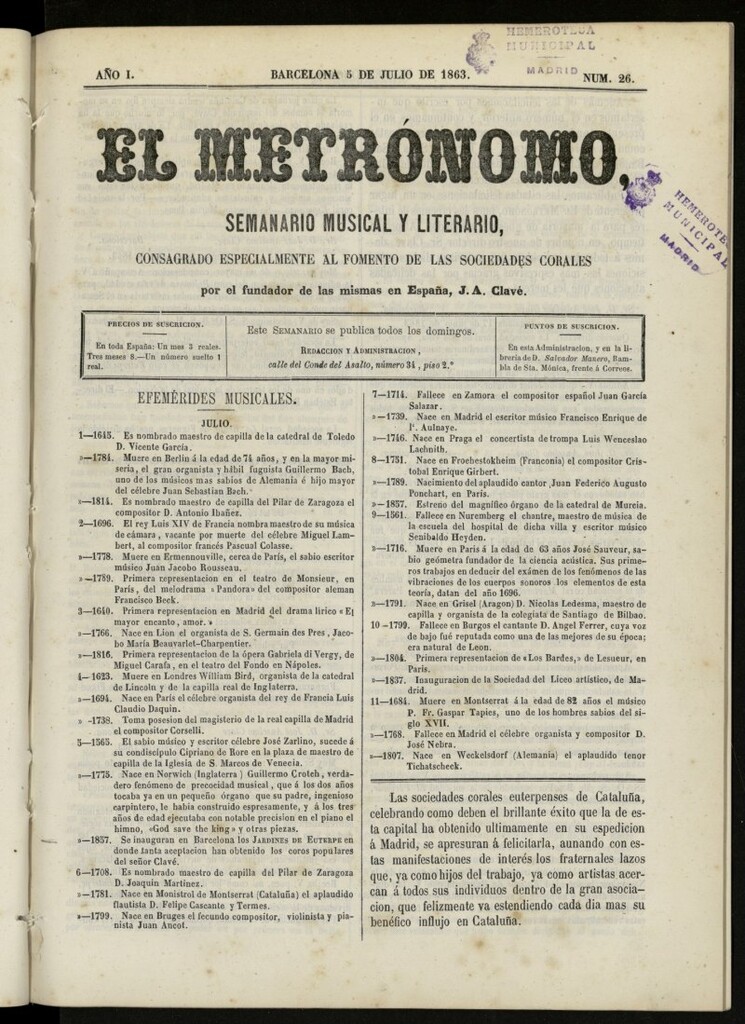 HEMEROTECA
MUNICIPAL
MADRID
AÑO I.
BARCELONA 5 DE JULIO DE 1863.
NUM. 26.
EL METRÓNOMO,
HEMEROTECA
MUNICIPAL
MADRID
SEMANARIO MUSICAL Y LITERARIO,
CONSAGRADO ESPECIALMENTE AL FOMENTO DE LAS SOCIEDADES CORALES
por el fundador de las mismas en España, J. A. Clavé.
PRECIOS DE SUSCRICION.
En toda España: Un mes 3 reales.
Tres meses 8.—Un número suelto 1
real.
Este SEMANARIO se publica todos los domingos.
REDACCION Y ADMINISTRACION,
calle del Conde del Asalto, número 34, piso 2.º
PUNTOS DE SUSCRICION.
En esta Administracion, y en la li-
brería de D. Salvador Manero, Ram-
bla de Sta. Mónica, frente á Correos.
EFEMÉRIDES MUSICALES.
JULIO.
1—1645. Es nombrado maestro de capilla de la catedral de Toledo
D. Vicente García.
»—1784. Muere en Berlin á la edad de 74 años, y en la mayor mi-
seria, el gran organista y hábil fuguista Guillermo Bach,
uno de los músicos mas sabios de Alemania é hijo mayor
del célebre Juan Sebastian Bach.
»—1814. Es nombrado maestro de capilla del Pilar de Zaragoza el
compositor D. Antonio Ibañez.
2—1696. El rey Luis XIV de Francia nombra maestro de su música
de cámara, vacante por muerte del célebre Miguel Lam-
bert, al compositor francés Pascual Colasse.
»—1778. Muere en Ermennouville, cerca de París, el sabio escritor
músico Juan Jacobo Rousseau.
»—1789. Primera representacion en el teatro de Monsieur, en
París, del melodrama «Pandora» del compositor aleman
Francisco Beck.
3—1640. Primera representacion en Madrid del drama lírico «El
mayor encanto, amor.»
»—1766. Nace en Lion el organista de S. Germain des Pres, Jaco-
bo María Beauvarlet-Charpentier.
»—1816. Primera representacion de la ópera Gabriela di Vergy, de
Miguel Carafa, en el teatro del Fondo en Nápoles.
4—1623. Muere en Londres William Bird, organista de la catedral
de Lincoln y de la capilla real de Inglaterra.
»—1694. Nace en París el célebre organista del rey de Francia Luis
Claudio Daquin.
» —1738. Toma posesion del magisterio de la real capilla de Madrid
el compositor Corselli.
5—1565. El sabio músico y escritor célebre José Zarlino, sucede á
su condiscípulo Cipriano de Rore en la plaza de maestro de
capilla de la Iglesia de S. Marcos de Venecia.
»—1775. Nace en Norwich (Inglaterra) Guillermo Crotch, verda-
dero fenómeno de precocidad musical, que á los dos años
tocaba ya en un pequeño órgano que su padre, ingenioso
carpintero, le habia construido espresamente, y á los tres
años de edad ejecutaba con notable precision en el piano el
himno, «God save the king» y otras piezas.
»—1857. Se inauguran en Barcelona los JARDINES DE EUTERPE en
donde tanta aceptacion han obtenido los coros populares
del señor Clavé.
6—1708. Es nombrado maestro de capilla del Pilar de Zaragoza
D. Joaquin Martinez.
»—1781. Nace en Monistrol de Montserrat (Cataluña) el aplaudido
flautista D. Felipe Cascante y Termes.
»—1799. Nace en Bruges el fecundo compositor, violinista y pia-
nista Juan Ancot.
7—1714. Fallece en Zamora el compositor español Juan García
Salazar.
»—1739. Nace en Madrid el escritor músico Francisco Enrique de
l'. Aulnaye.
»—1746. Nace en Praga el concertista de trompa Luis Wenceslao
Lachnith.
8—1751. Nace en Frochestokheim (Franconia) el compositor Cris-
tobal Enrique Girbert.
»—1789. Nacimiento del aplaudido cantor Juan Federico Augusto
Ponchart, en París.
»—1857. Estreno del magnífico órgano de la catedral de Murcia.
9—1561. Fallece en Nuremberg el chantre, maestro de música de
la escuela del hospital de dicha villa y escritor músico
Senibaldo Heyden.
»—1716. Muere en Paris á la edad de 63 años José Sauveur, sa-
bio geómetra fundador de la ciencia acústica. Sus prime-
ros trabajos en deducir del exámen de los fenómenos de las
vibraciones de los cuerpos sonoros los elementos de esta
teoría, datan del año 1696.
»—1791. Nace en Grisel (Aragon) D. Nicolas Ledesma, maestro de
capilla y organista de la colegiata de Santiago de Bilbao.
10—1799. Fallece en Burgos el cantante D. Angel Ferrer, cuya voz
de bajo fué reputada como una de las mejores de su época;
era natural de Leon.
»—1804. Primera representacion de «Los Bardes,» de Lesueur, en
París.
»—1837. Inauguracion de la Sociedad del Liceo artístico, de Ma-
drid.
11—1684. Muere en Montserrat á la edad de 82 años el músico
P. Fr. Gaspar Tapies, uno de los hombres sabios del si-
glo XVII.
»—1768. Fallece en Madrid el célebre organista y compositor D.
José Nebra.
»—1807. Nace en Weckelsdorf (Alemania) el aplaudido tenor
Tichatscheck.
Las sociedades corales euterpenses de Cataluña,
celebrando como deben el brillante éxito que la de es-
ta capital ha obtenido ultimamente en su espedicion
á Madrid, se apresuran á felicitarla, aunando con es-
tas manifestaciones de interés los fraternales lazos
que, ya como hijos del trabajo, ya como artistas acer-
can á todos sus individuos dentro de la gran asocia-
cion, que felizmente va estendiendo cada dia mas su
benéfico influjo en Cataluña.